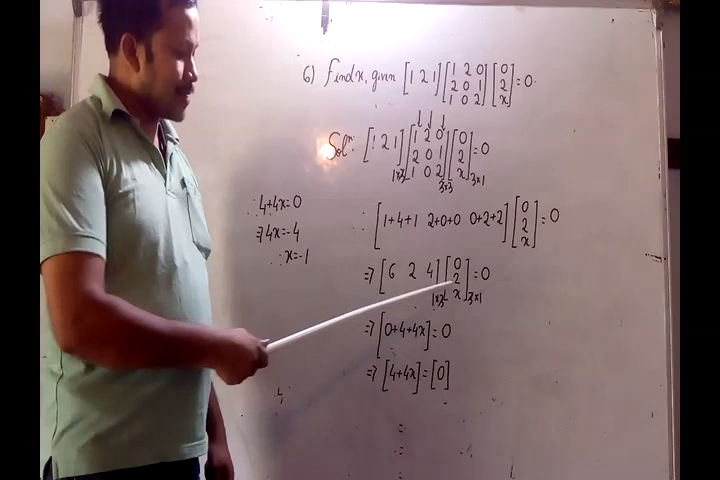 6) Find x, given [1 2 1] [1 2 0 2 0 1 1 0 2] [0 2 x] = 0.
Solⁿ: [1 2 1]₁ₓ₃ [1 2 0 2 0 1 1 0 2]₃ₓ₃ [0 2 x]₃ₓ₁ = 0
∴ [1+4+1 2+0+0 0+2+2] [0 2 x] = 0
⇒ [6 2 4]₁ₓ₃ [0 2 x]₃ₓ₁ = 0
⇒ [0+4+4x] = 0
⇒ [4+4x] = [0]
∴ 4+4x=0
⇒ 4x=-4
∴ x=-1